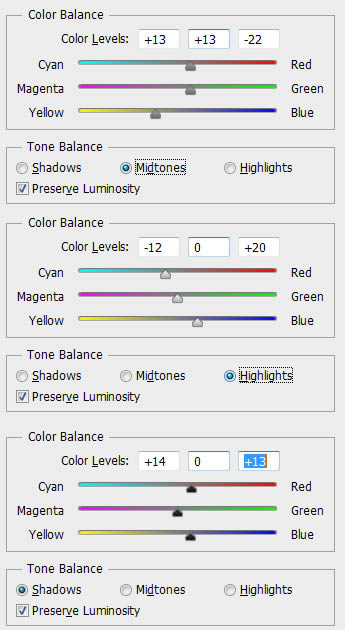 Color Balance
Color Levels: +13 +13 -22
Cyan Red
Magenta Green
Yellow Blue
Tone Balance
Shadows Midtones Highlights
Preserve Luminosity
Color Balance
Color Levels: -12 0 +20
Cyan Red
Magenta Green
Yellow Blue
Tone Balance
Shadows Midtones Highlights
Preserve Luminosity
Color Balance
Color Levels: +14 0 +13
Cyan Red
Magenta Green
Yellow Blue
Tone Balance
Shadows Midtones Highlights
Preserve Luminosity